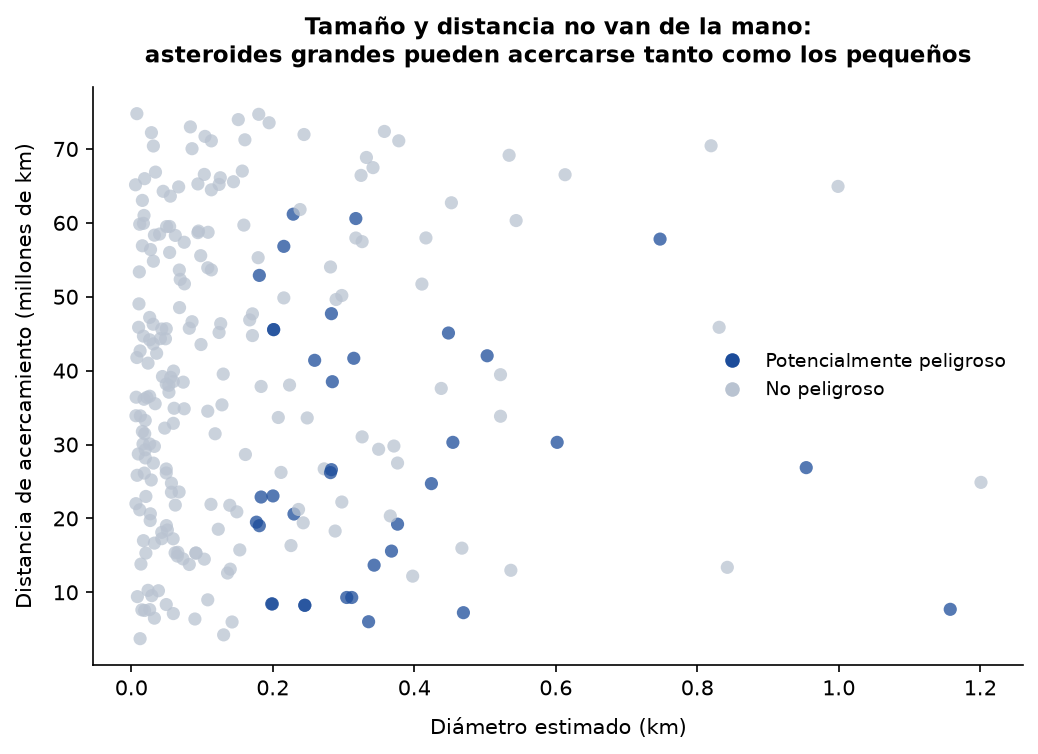 Tamaño y distancia no van de la mano:
asteroides grandes pueden acercarse tanto como los pequeños
Distancia de acercamiento (millones de km)
70
60
50
40
30
20
10
Potencialmente peligroso
No peligroso
0.0
0.2
0.4
0.6
0.8
1.0
1.2
Diámetro estimado (km)